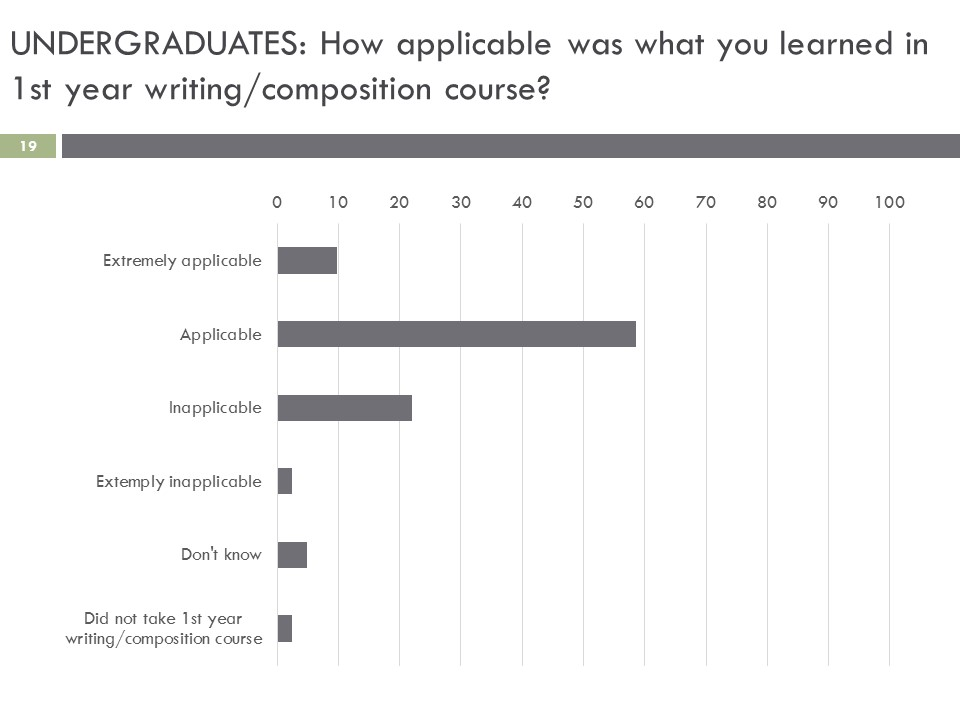 UNDERGRADUATES: How applicable was what you learned in
1st year writing/composition course?
19
0 10 20 30 40 50 60 70 80 90 100
Extremely applicable
Applicable
Inapplicable
Extemply inapplicable
Don't know
Did not take 1st year
writing/composition course